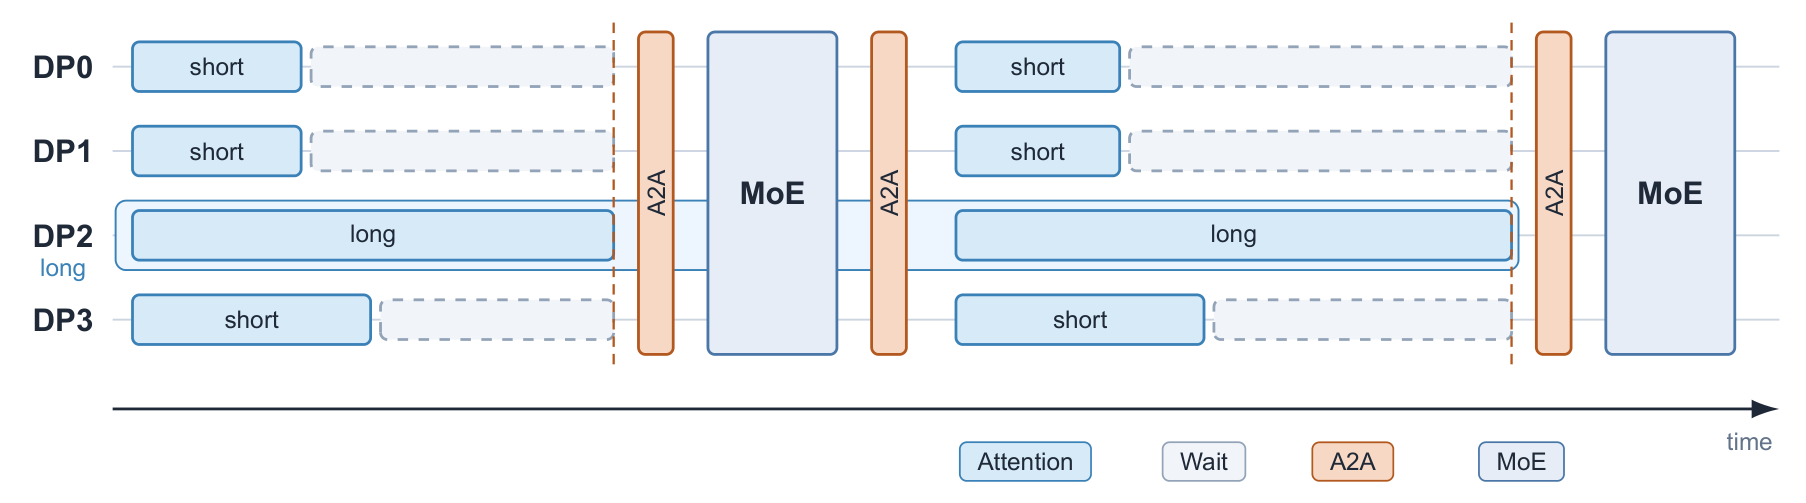 DP0 short short
DP1 short short
A2A MoE A2A A2A MoE
DP2 long long
long
DP3 short short
time
Attention Wait A2A MoE